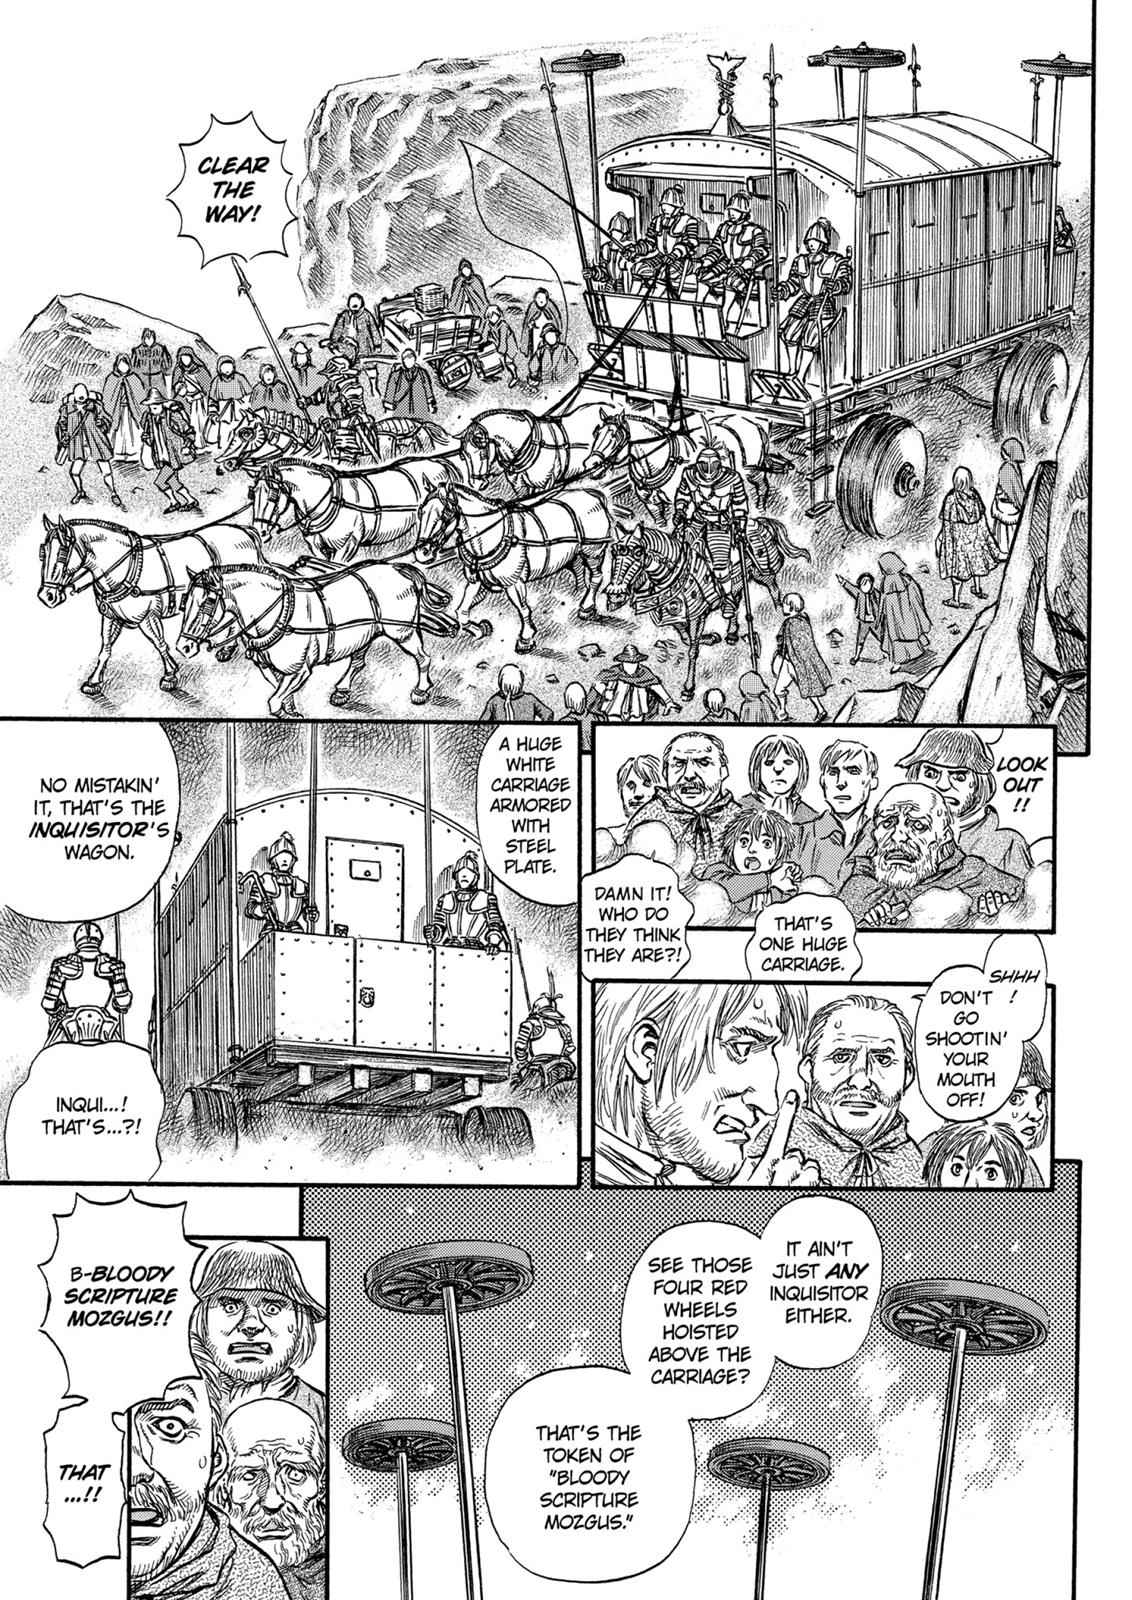 CLEAR
THE
WAY!
LOOK
OUT
!!
THAT'S
ONE HUGE
CARRIAGE.
DAMN IT!
WHO DO
THEY THINK
THEY ARE?!
SHHH
!
DON'T
GO
SHOOTIN'
YOUR
MOUTH
OFF!
A HUGE
WHITE
CARRIAGE
ARMORED
WITH
STEEL
PLATE.
NO MISTAKIN'
IT, THAT'S THE
INQUISITOR'S
WAGON.
INQUI...!
THAT'S...?!
IT AIN'T
JUST ANY
INQUISITOR
EITHER.
SEE THOSE
FOUR RED
WHEELS
HOISTED
ABOVE THE
CARRIAGE?
THAT'S THE
TOKEN OF
"BLOODY
SCRIPTURE
MOZGUS."
B-BLOODY
SCRIPTURE
MOZGUS!!
THAT
...!!